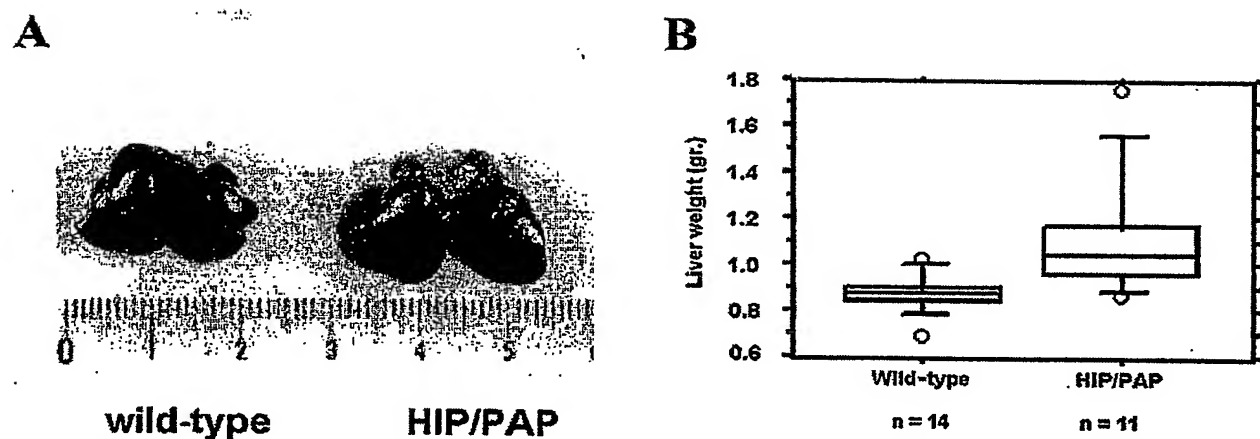 A
0 1 2 3 4 5
wild-type HIP/PAP
B
Liver weight (gr.)
1.8
1.6
1.4
1.2
1.0
0.8
0.6
Wild-type HIP/PAP
n = 14 n = 11